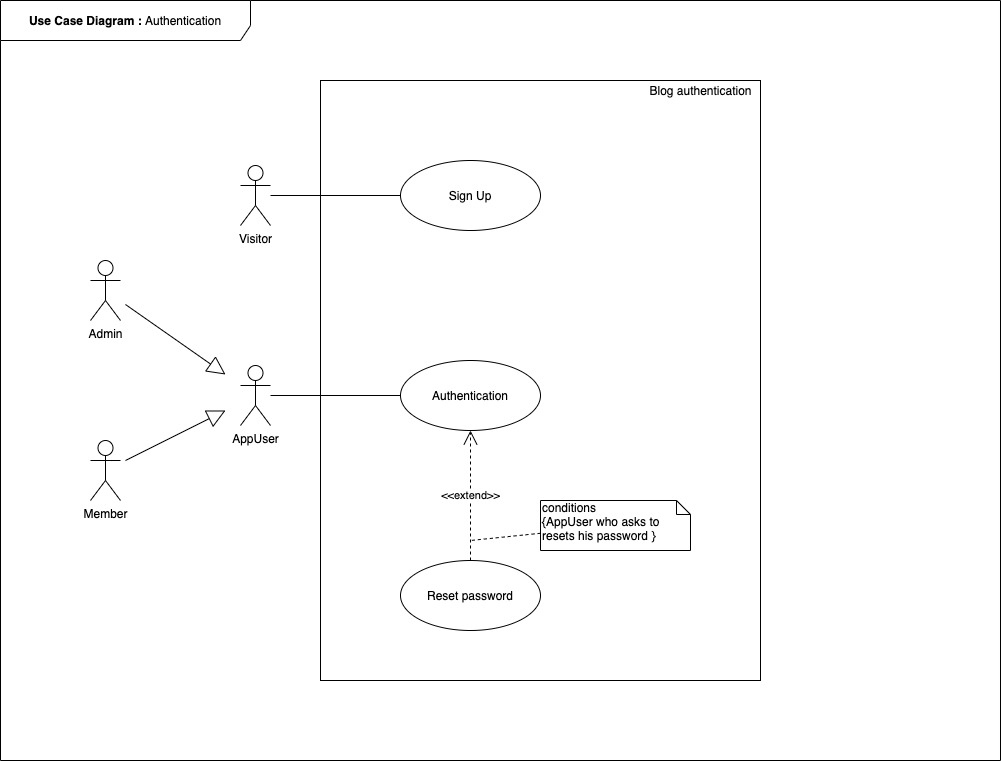 Use Case Diagram : Authentication
Blog authentication
Sign Up
Visitor
Admin
Authentication
AppUser
Member
<<extend>>
conditions
{AppUser who asks to
resets his password }
Reset password